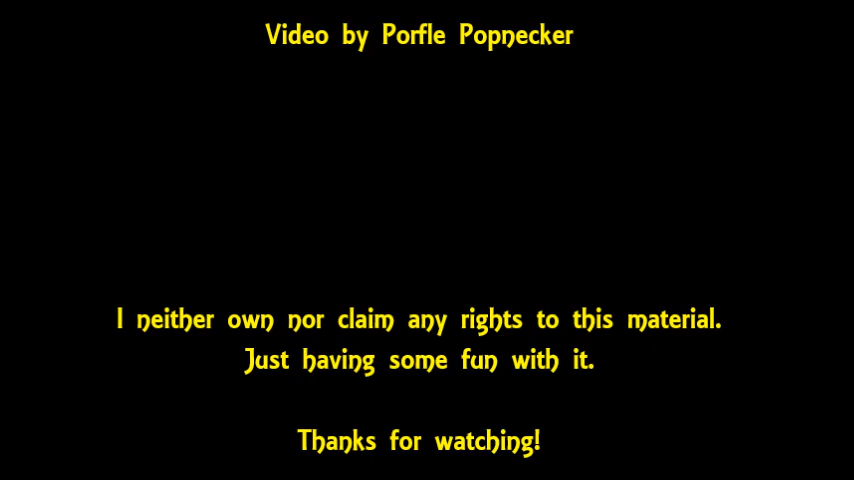 Video by Porfle Popnecker
I neither own nor claim any rights to this material.
Just having some fun with it.
Thanks for watching!